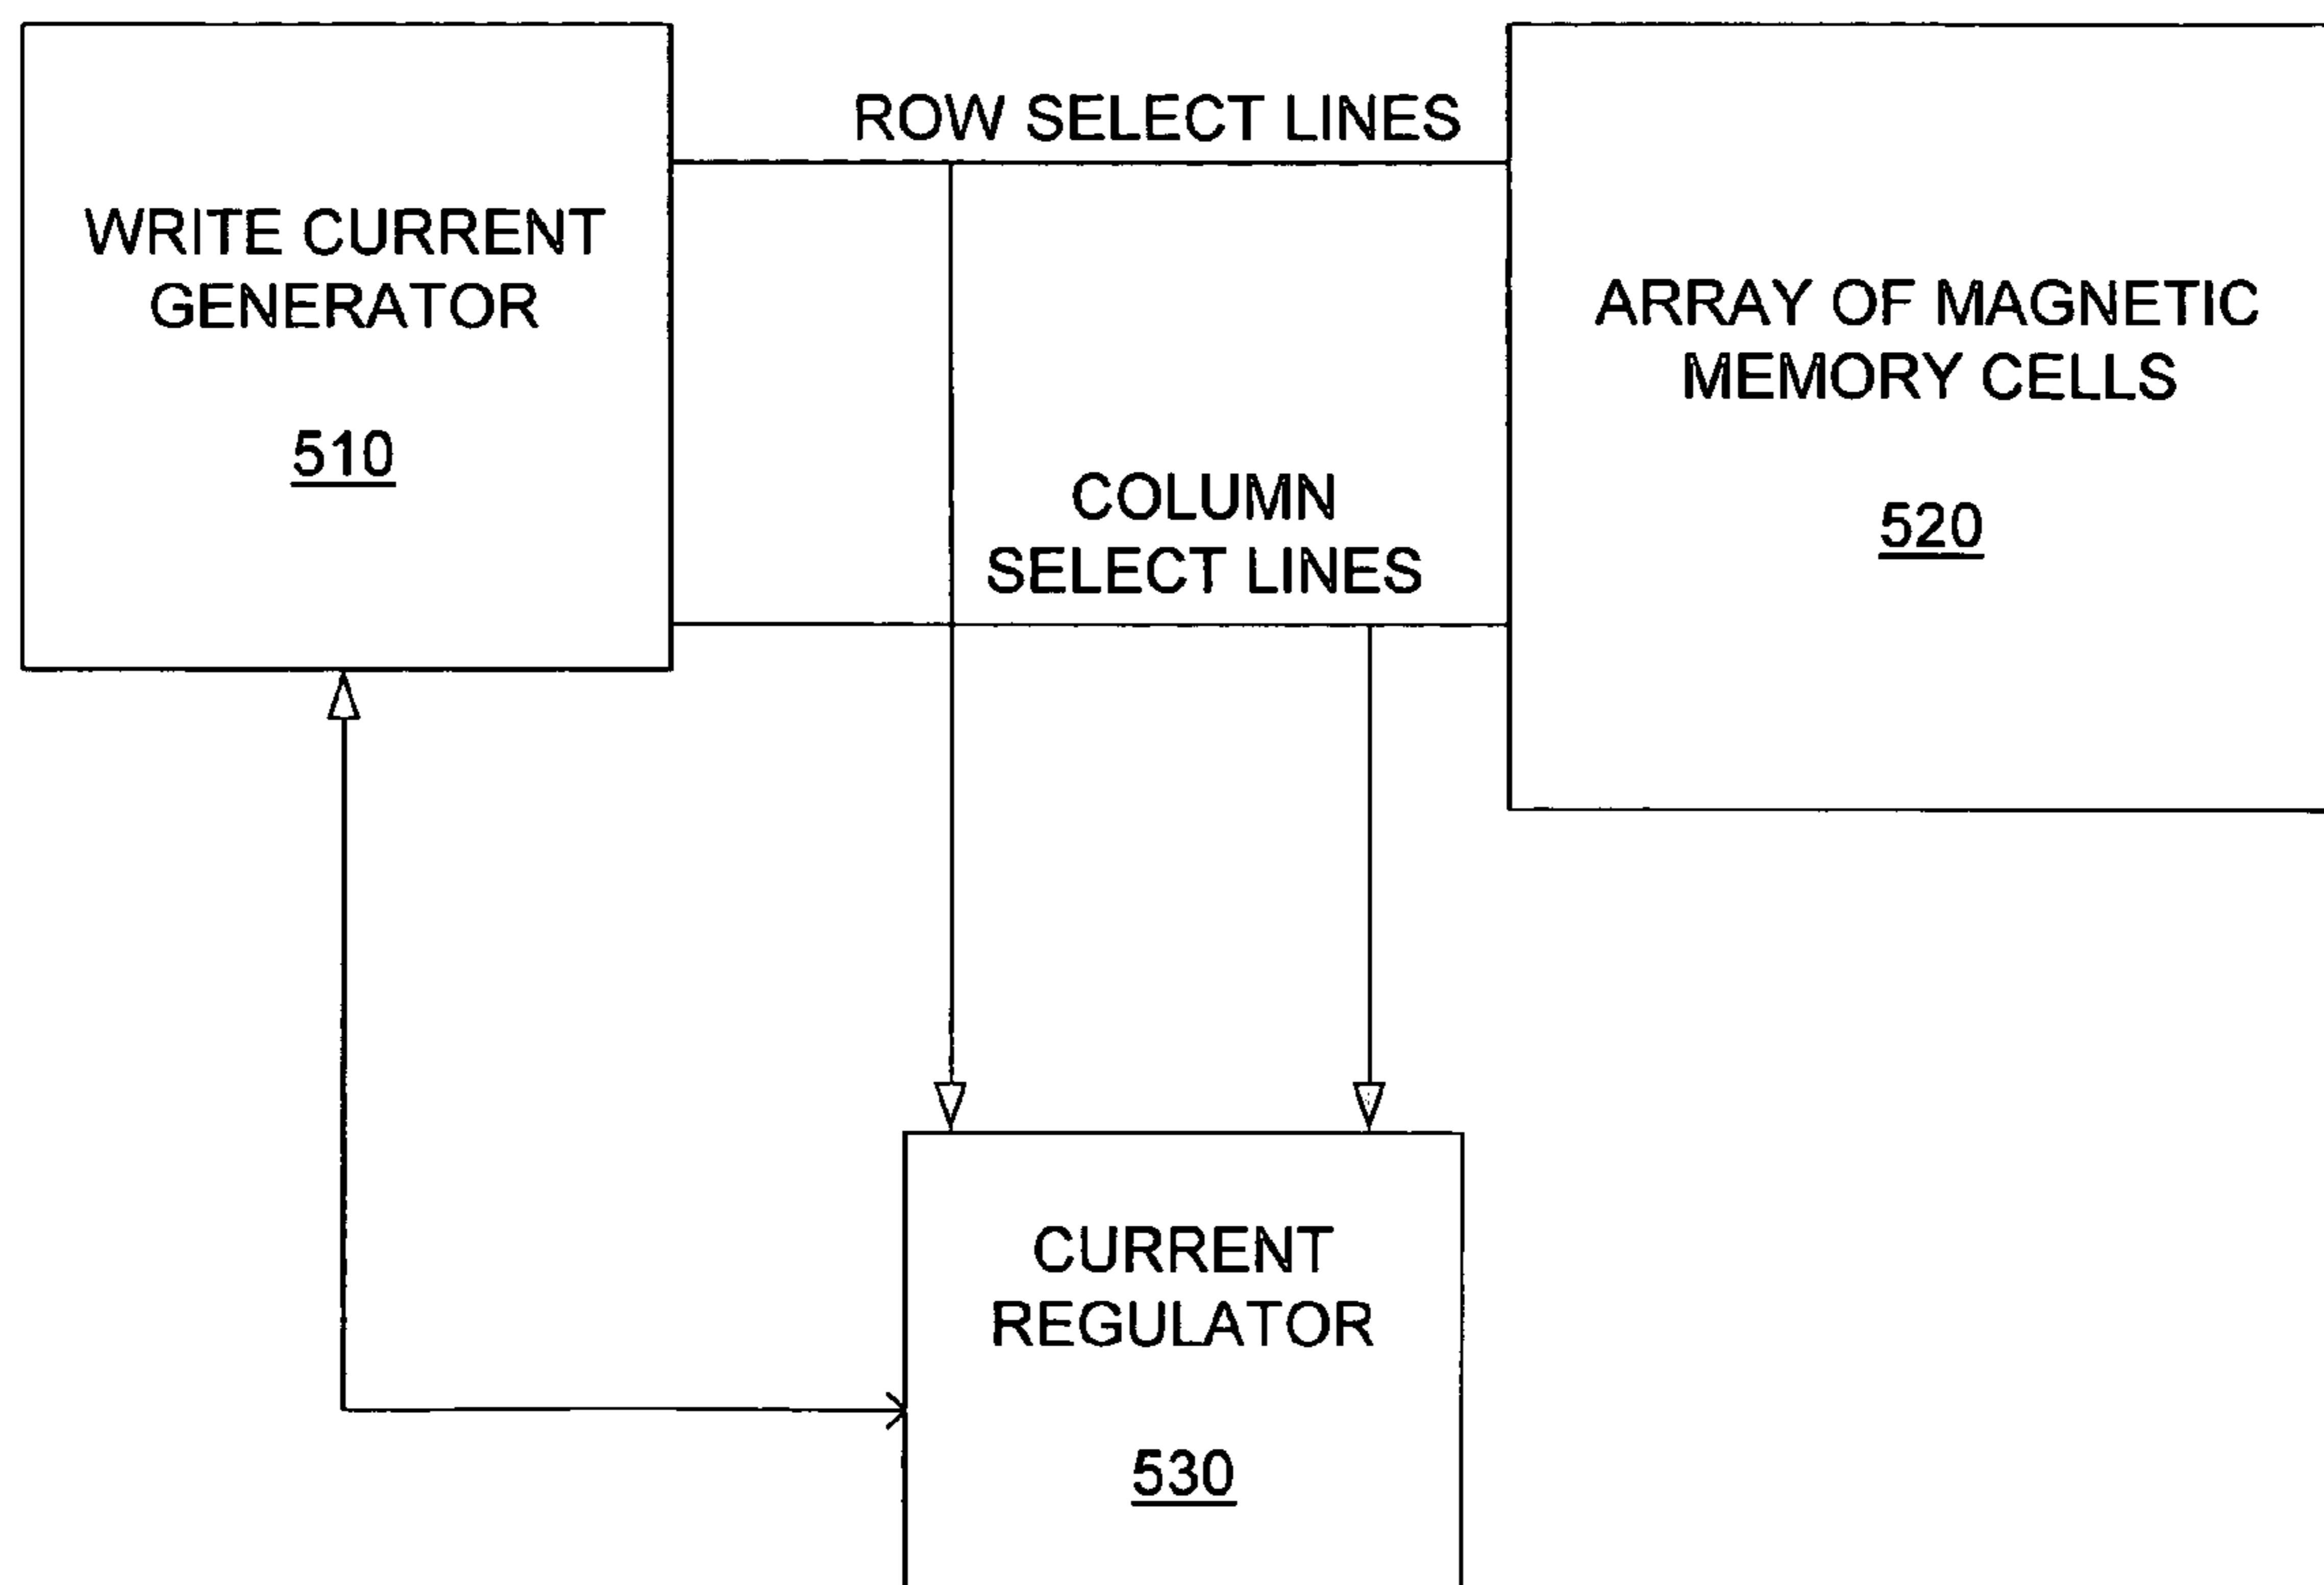 ROW SELECT LINES
WRITE CURRENT
GENERATOR
510
ARRAY OF MAGNETIC
MEMORY CELLS
520
COLUMN
SELECT LINES
CURRENT
REGULATOR
530